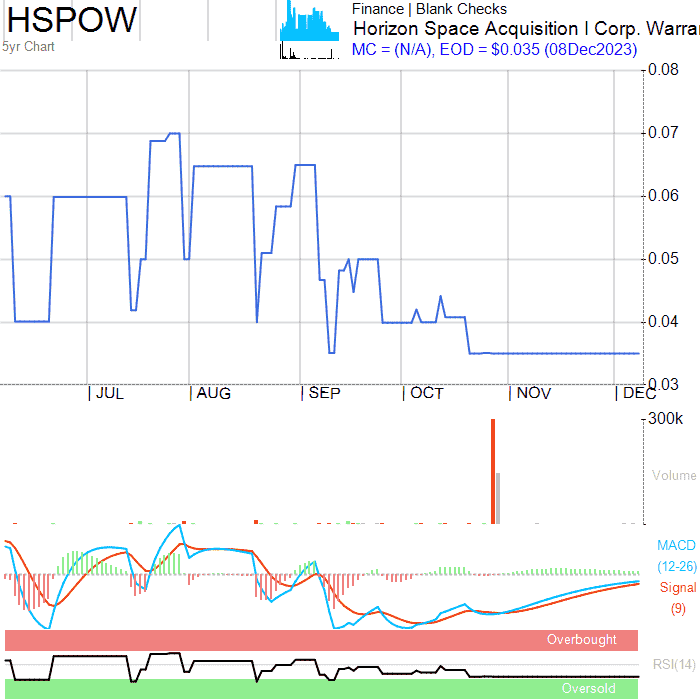 HSPOW
5yr Chart
Finance | Blank Checks
Horizon Space Acquisition I Corp. Warra
MC = (N/A), EOD = $0.035 (08Dec2023)
0.08
0.07
0.06
0.05
0.04
0.03
JUL AUG SEP OCT NOV DEC
300k
Volume
MACD
(12-26)
Signal
(9)
Overbought
RSI(14)
Oversold